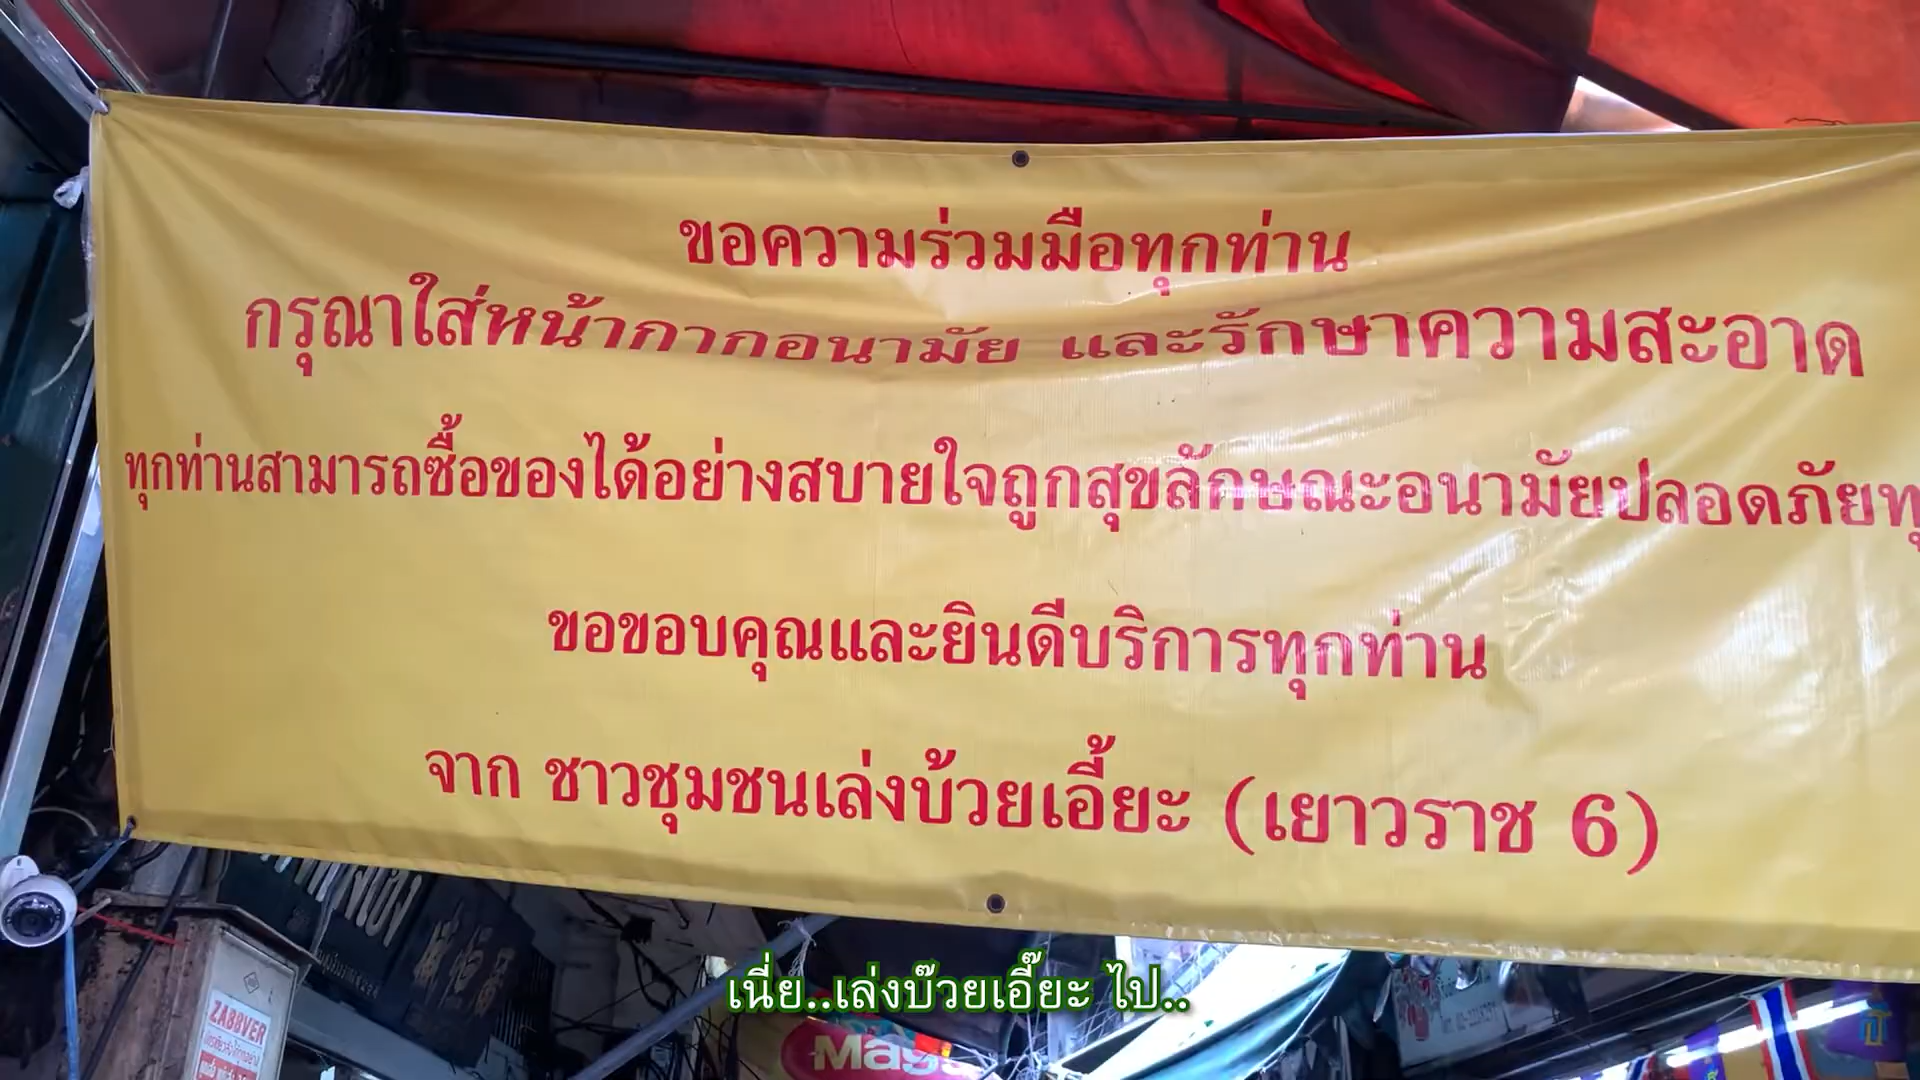 ขอความร่วมมือทุกท่าน
กรุณาใส่หน้ากากอนามัย และรักษาความสะอาด
ทุกท่านสามารถซื้อของได้อย่างสบายใจถูกสุขลักษณะอนามัยปลอดภัย
ขอขอบคุณและยินดีบริการทุกท่าน
จาก ชาวชุมชนเล่งบ้วยเอี้ยะ (เยาวราช 6)
ZABBVER
เนี่ย..เล่งบ๊วยเอี๊ยะ ไป..